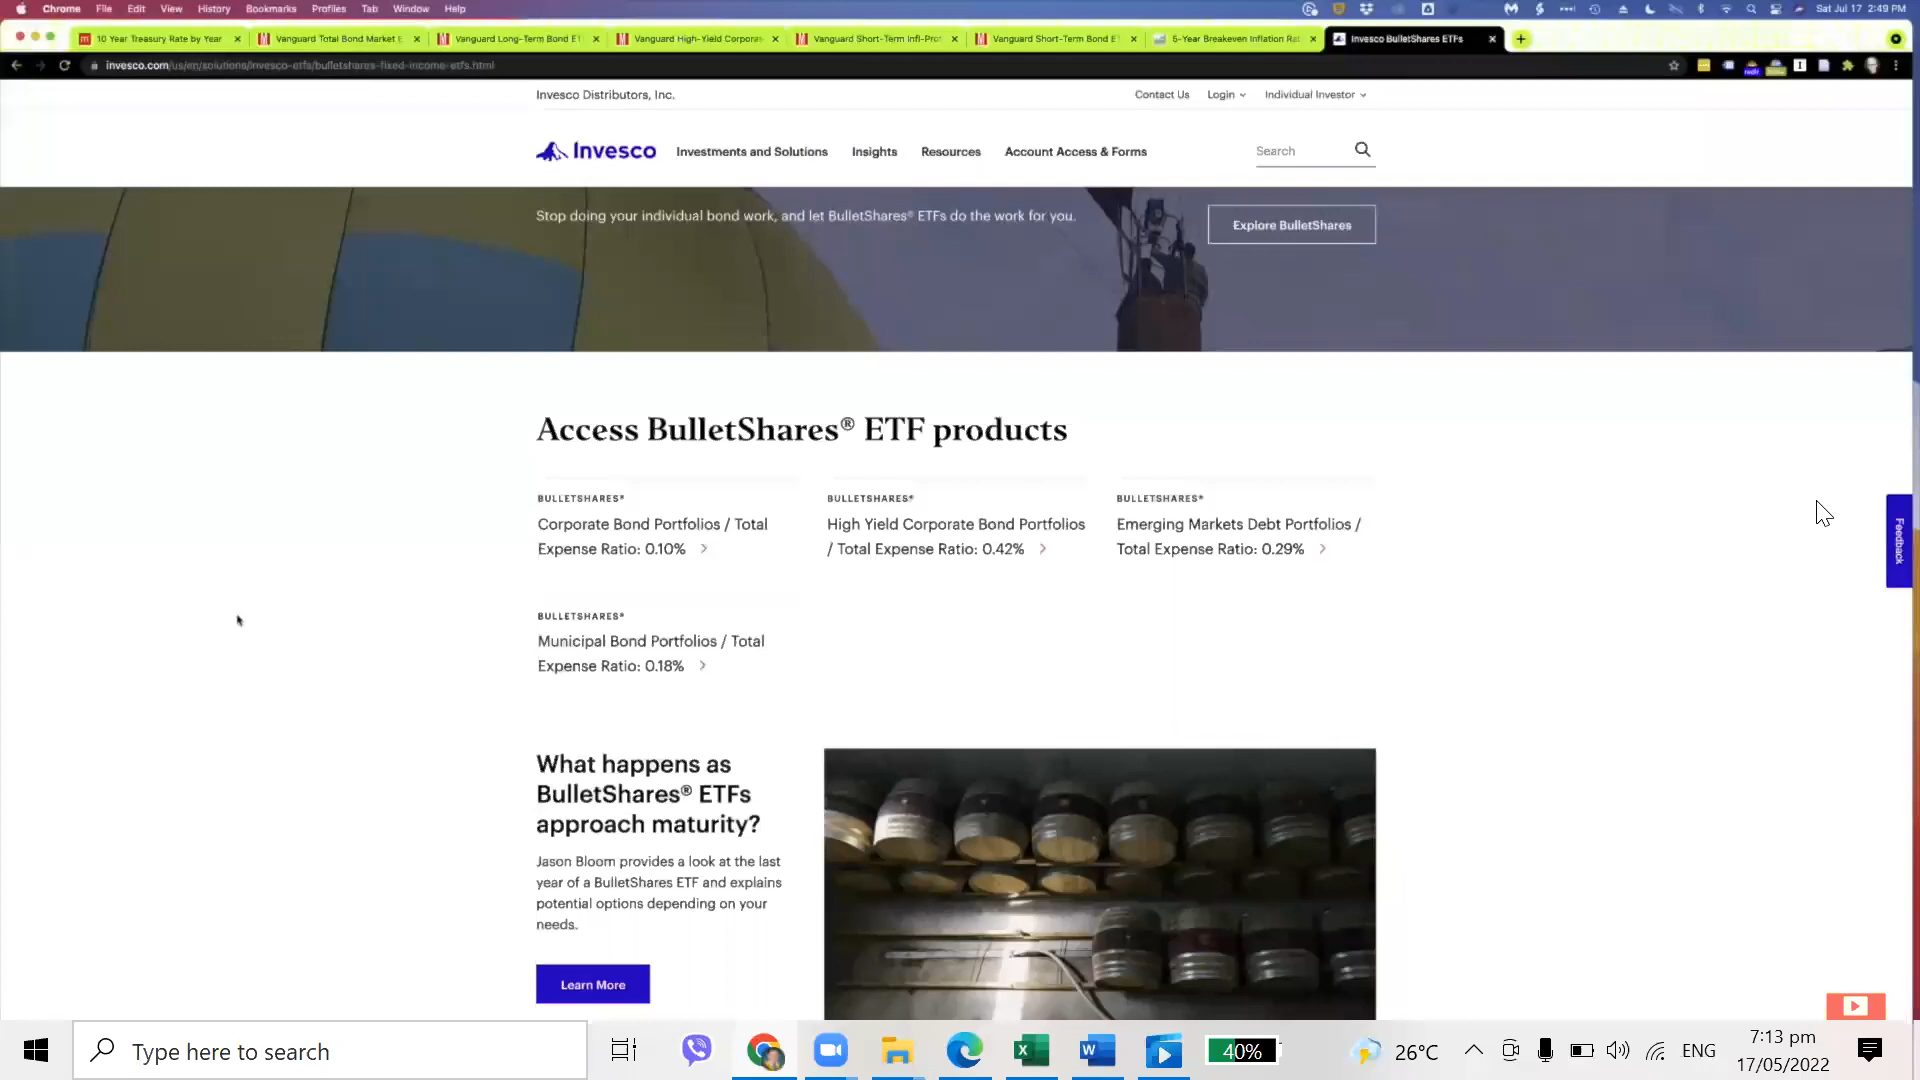 Chrome File Edit View History Bookmarks Profiles Tab Window Help Sat Jul 17 2:49 PM
10 Year Treasury Rate by Year Vanguard Total Bond Market E Vanguard Long-Term Bond ET Vanguard High-Yield Corporat Vanguard Short-Term Infl-Prot Vanguard Short-Term Bond ET 5-Year Breakeven Inflation Rat Invesco BulletShares ETFs
invesco.com/us/en/solutions/invesco-etfs/bulletshares-fixed-income-etfs.html
Invesco Distributors, Inc. Contact Us Login Individual Investor
Invesco Investments and Solutions Insights Resources Account Access & Forms Search
Stop doing your individual bond work, and let BulletShares® ETFs do the work for you.
Explore BulletShares
Access BulletShares® ETF products
BULLETSHARES®
Corporate Bond Portfolios / Total
Expense Ratio: 0.10%
BULLETSHARES®
High Yield Corporate Bond Portfolios
/ Total Expense Ratio: 0.42%
BULLETSHARES®
Emerging Markets Debt Portfolios /
Total Expense Ratio: 0.29%
BULLETSHARES®
Municipal Bond Portfolios / Total
Expense Ratio: 0.18%
Feedback
What happens as
BulletShares® ETFs
approach maturity?
Jason Bloom provides a look at the last
year of a BulletShares ETF and explains
potential options depending on your
needs.
Learn More
Type here to search
40%
26°C
ENG
7:13 pm
17/05/2022